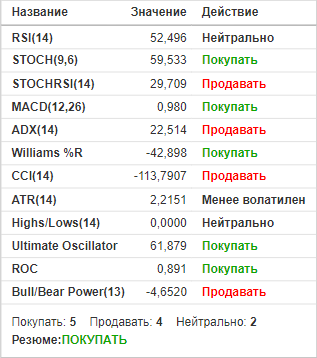 Название Значение Действие
RSI(14) 52,496 Нейтрально
STOCH(9,6) 59,533 Покупать
STOCHRSI(14) 29,709 Продавать
MACD(12,26) 0,980 Покупать
ADX(14) 22,514 Продавать
Williams %R -42,898 Покупать
CCI(14) -113,7907 Продавать
ATR(14) 2,2151 Менее волатилен
Highs/Lows(14) 0,0000 Нейтрально
Ultimate Oscillator 61,879 Покупать
ROC 0,891 Покупать
Bull/Bear Power(13) -4,6520 Продавать
Покупать: 5 Продавать: 4 Нейтрально: 2
Резюме:ПОКУПАТЬ